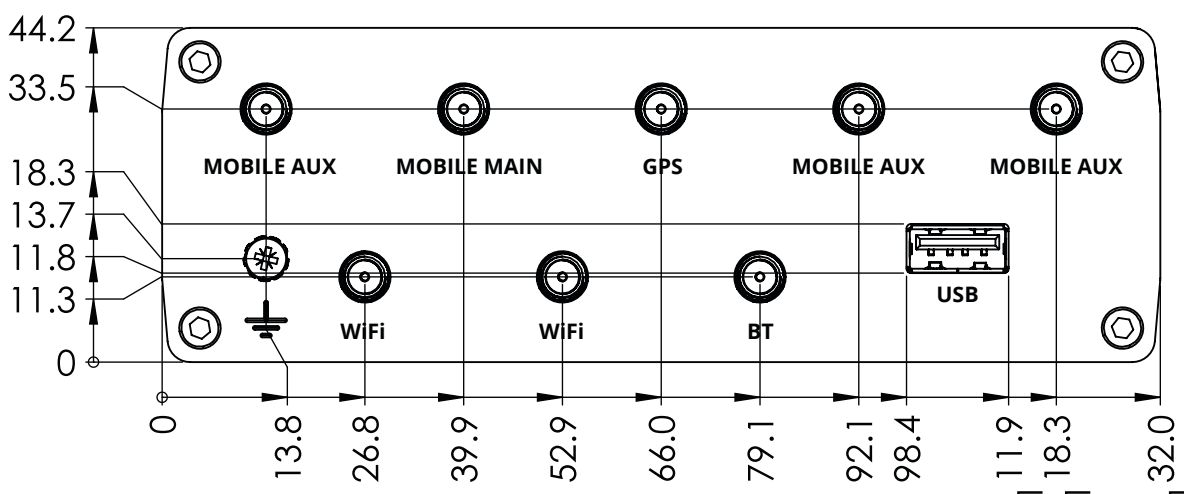 44.2
33.5
MOBILE AUX MOBILE MAIN GPS MOBILE AUX MOBILE AUX
18.3
13.7
11.8
11.3
USB
WiFi WiFi BT
0
0 13.8 26.8 39.9 52.9 66.0 79.1 92.1 98.4 11.9 18.3 32.0